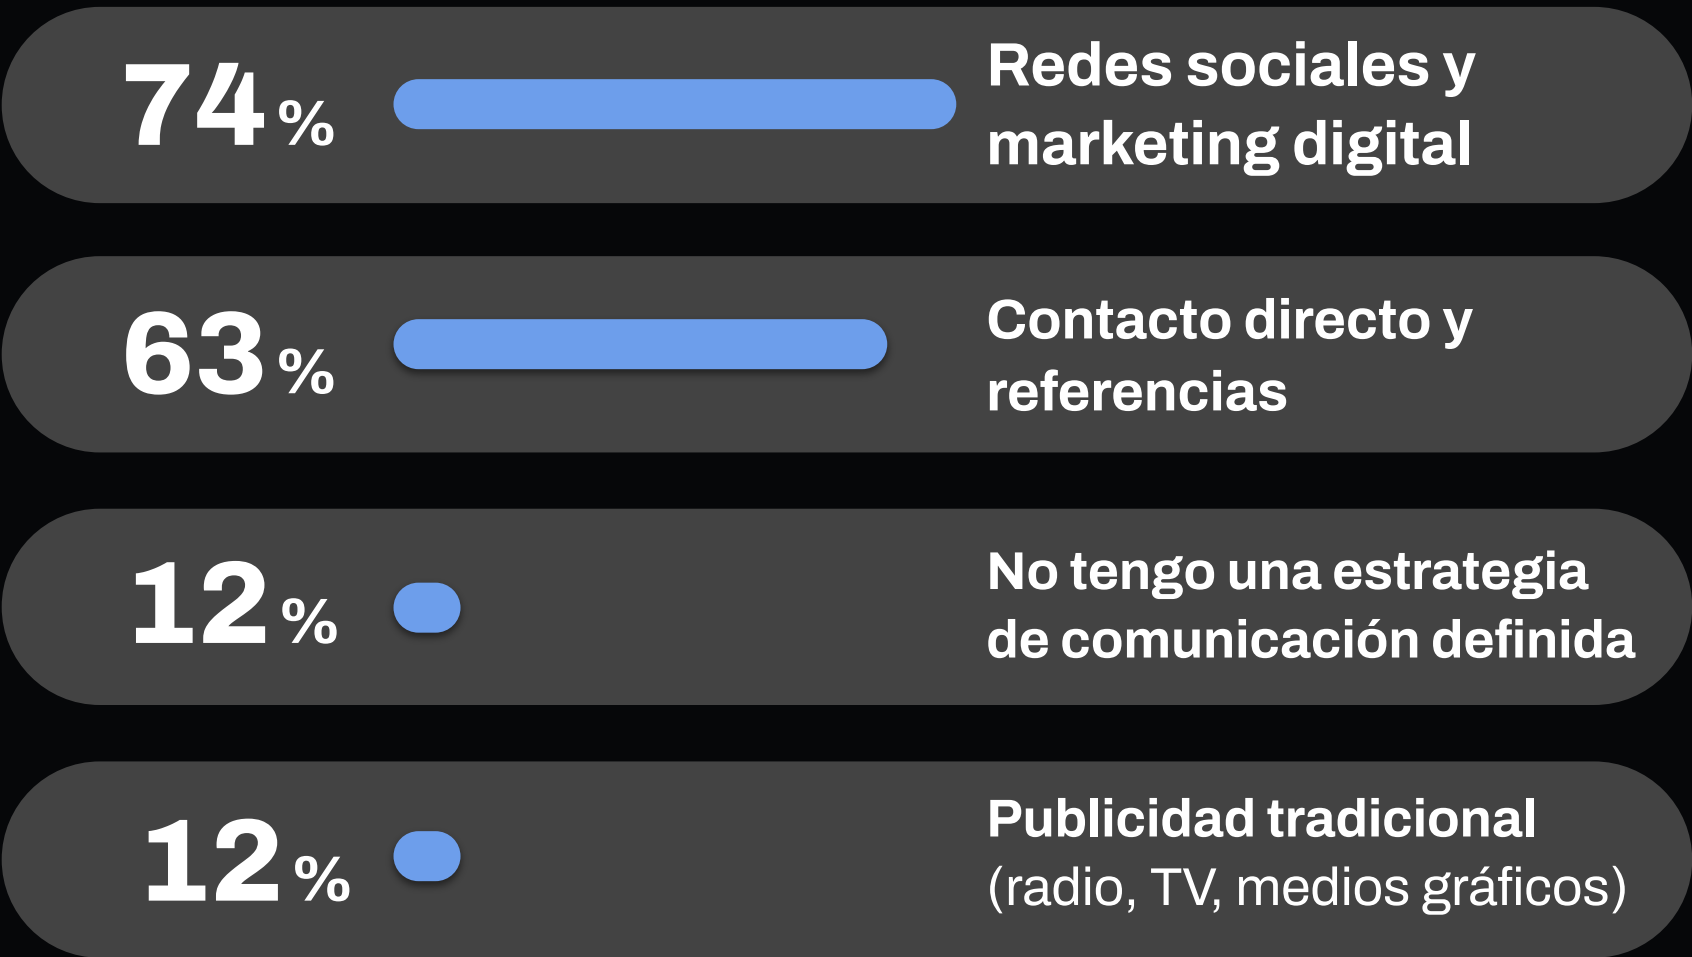 74%
Redes sociales y
marketing digital
63%
Contacto directo y
referencias
12%
No tengo una estrategia
de comunicación definida
12%
Publicidad tradicional
(radio, TV, medios gráficos)